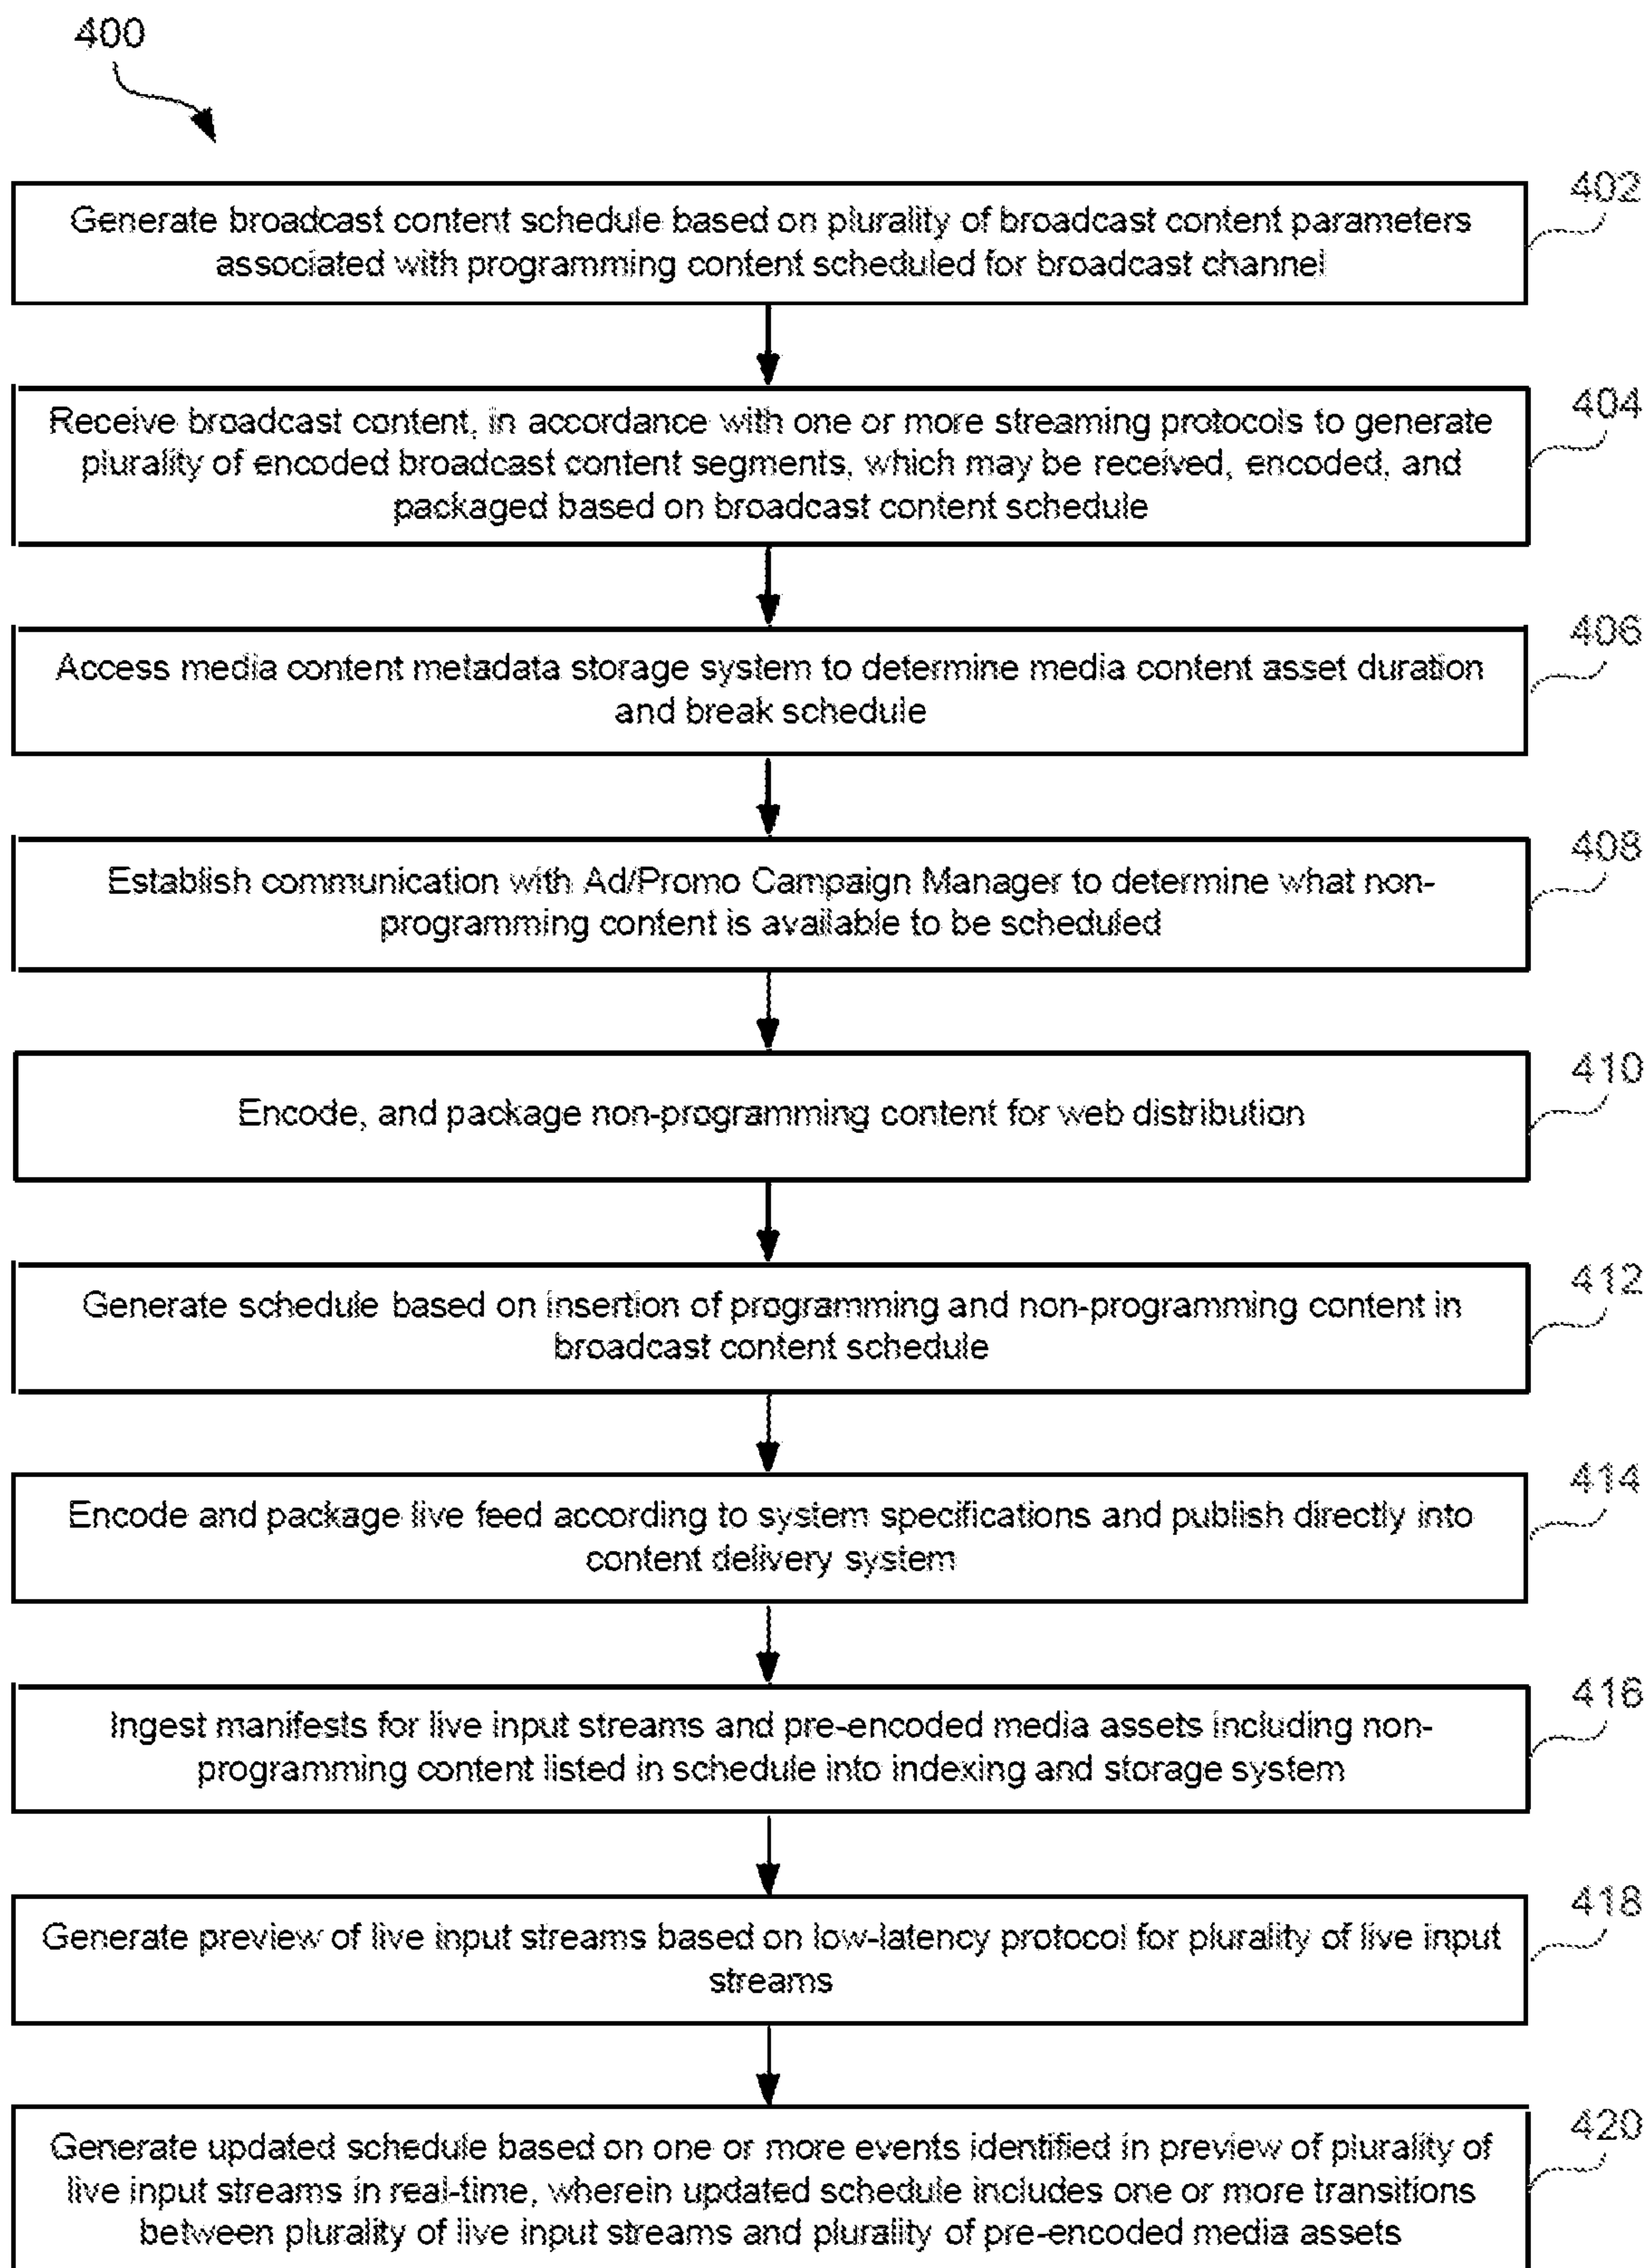 400
402
Generate broadcast content schedule based on plurality of broadcast content parameters
associated with programming content scheduled for broadcast channel
404
Receive broadcast content, in accordance with one or more streaming protocols to generate
plurality of encoded broadcast content segments, which may be received, encoded, and
packaged based on broadcast content schedule
406
Access media content metadata storage system to determine media content asset duration
and break schedule
408
Establish communication with Ad/Promo Campaign Manager to determine what non-
programming content is available to be scheduled
410
Encode, and package non-programming content for web distribution
412
Generate schedule based on insertion of programming and non-programming content in
broadcast content schedule
414
Encode and package live feed according to system specifications and publish directly into
content delivery system
416
Ingest manifests for live input streams and pre-encoded media assets including non-
programming content listed in schedule into indexing and storage system
418
Generate preview of live input streams based on low-latency protocol for plurality of live input
streams
420
Generate updated schedule based on one or more events identified in preview of plurality of
live input streams in real-time, wherein updated schedule includes one or more transitions
between plurality of live input streams and plurality of pre-encoded media assets